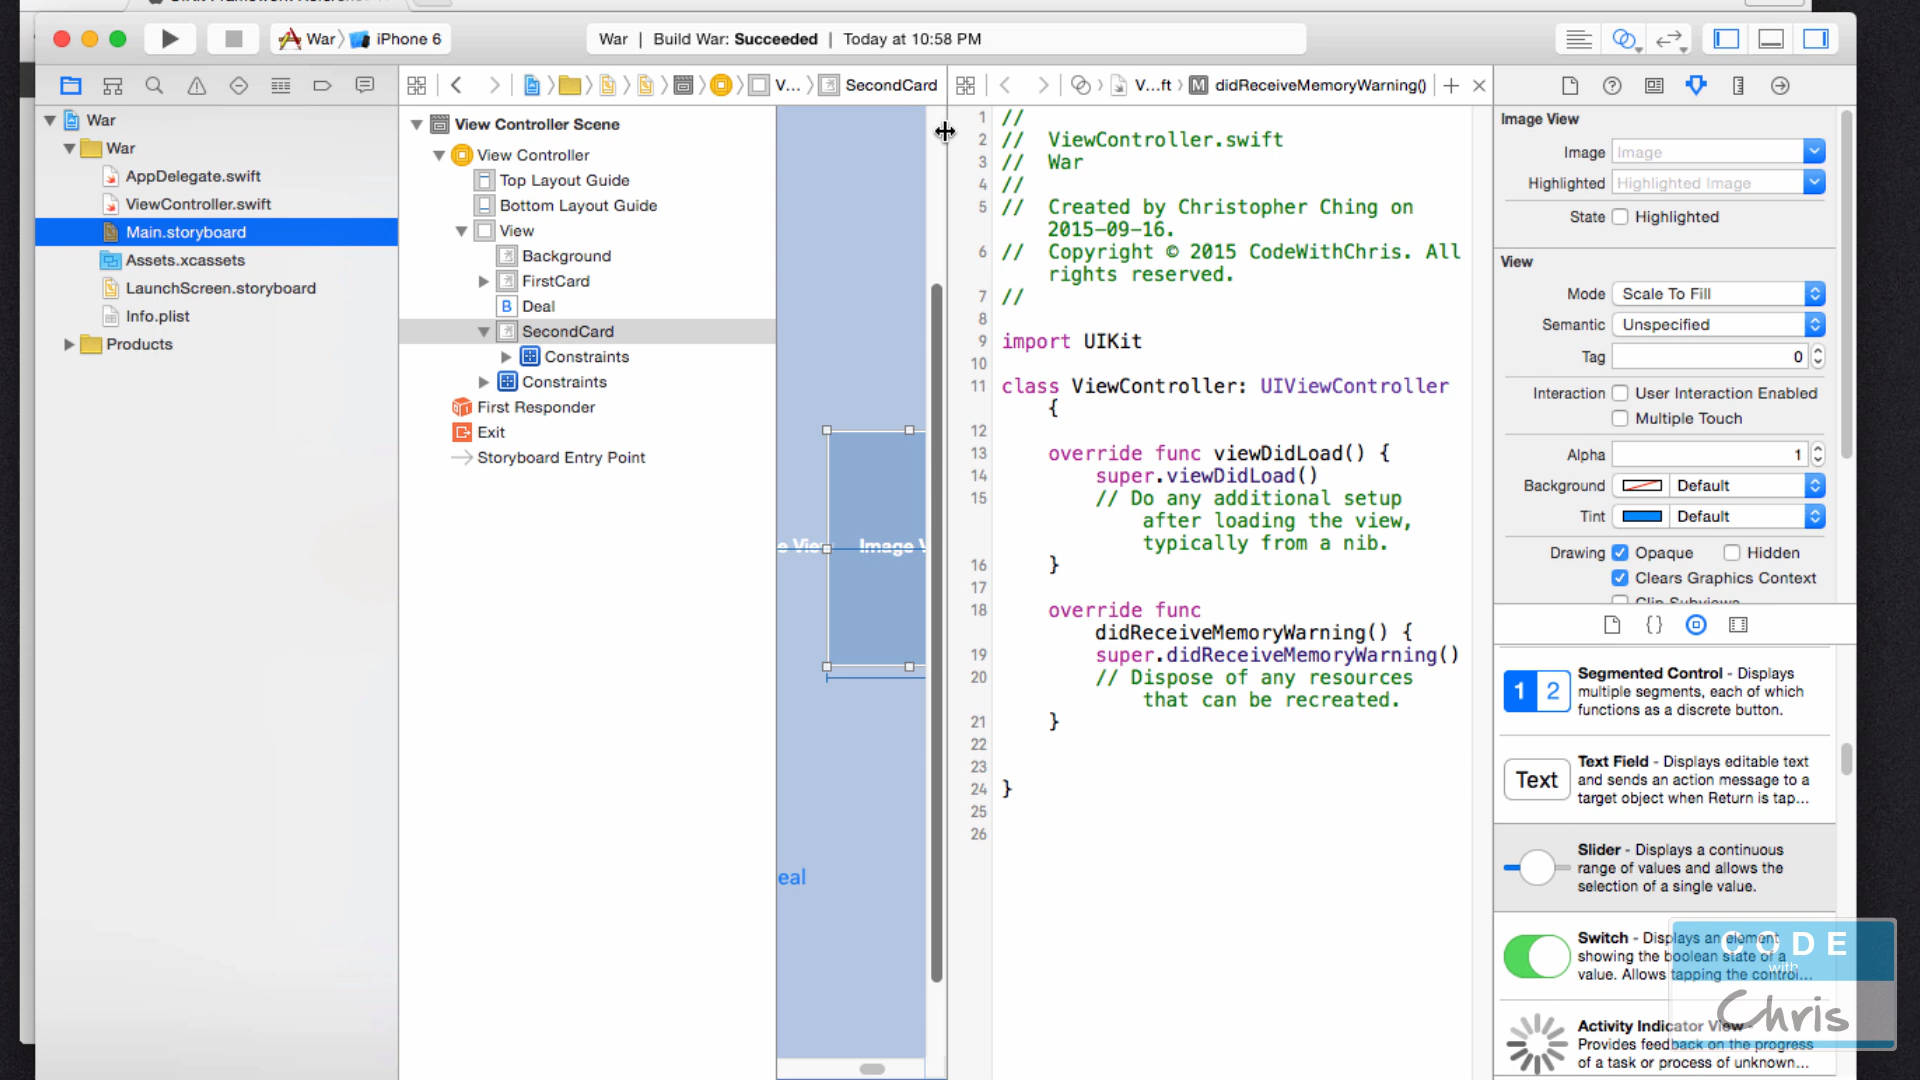 War
iPhone 6
War | Build War: Succeeded | Today at 10:58 PM
V...
SecondCard
V...ft
M
didReceiveMemoryWarning()
War
War
AppDelegate.swift
ViewController.swift
Main.storyboard
Assets.xcassets
LaunchScreen.storyboard
Info.plist
Products
View Controller Scene
View Controller
Top Layout Guide
Bottom Layout Guide
View
Background
FirstCard
B Deal
SecondCard
Constraints
Constraints
First Responder
Exit
Storyboard Entry Point
e View
Image V
eal
1 //
2 //  ViewController.swift
3 //  War
4 //
5 //  Created by Christopher Ching on
2015-09-16.
6 //  Copyright © 2015 CodeWithChris. All
rights reserved.
7 //
8
9 import UIKit
10
11 class ViewController: UIViewController
{
12
13 override func viewDidLoad() {
14 super.viewDidLoad()
15 // Do any additional setup
after loading the view,
typically from a nib.
16 }
17
18 override func
didReceiveMemoryWarning() {
19 super.didReceiveMemoryWarning()
20 // Dispose of any resources
that can be recreated.
21 }
22
23
24 }
25
26
Image View
Image Image
Highlighted Highlighted Image
State Highlighted
View
Mode Scale To Fill
Semantic Unspecified
Tag 0
Interaction User Interaction Enabled
Multiple Touch
Alpha 1
Background Default
Tint Default
Drawing Opaque Hidden
Clears Graphics Context
Clip Subviews
1 2
Segmented Control - Displays
multiple segments, each of which
functions as a discrete button.
Text
Text Field - Displays editable text
and sends an action message to a
target object when Return is tap...
Slider - Displays a continuous
range of values and allows the
selection of a single value.
Switch - Displays an element
showing the boolean state of a
value. Allows tapping the control...
Activity Indicator View -
Provides feedback on the progress
of a task or process of unknown...
CODE
with
Chris